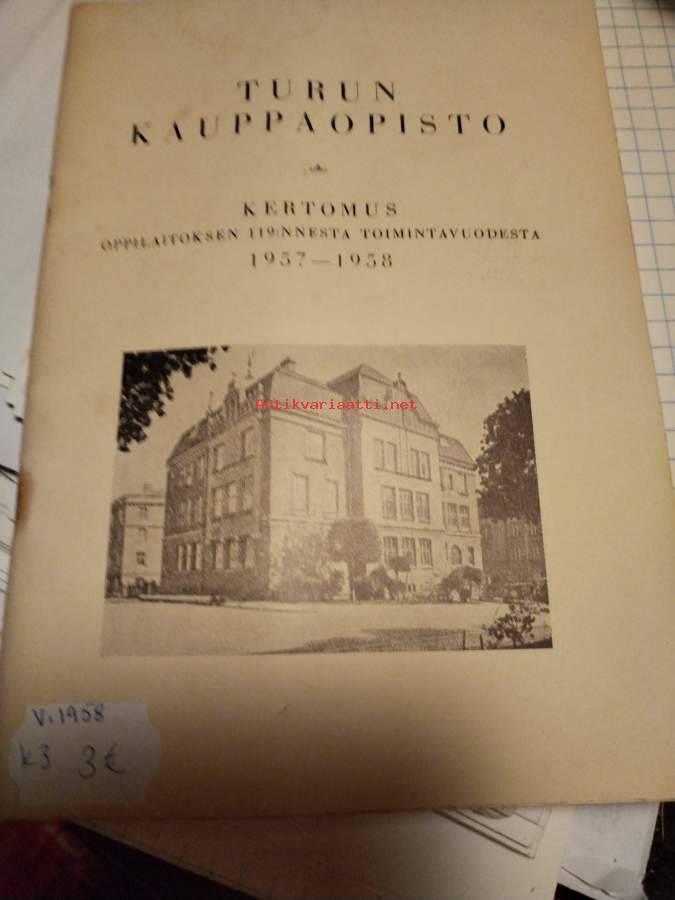 TURUN
KAUPPAOPISTO
KERTOMUS
OPPILAITOKSEN 119:NNESTA TOIMINTAVUODESTA
1957—1958
Antikvariaatti.net
V. 1958
k3 3€